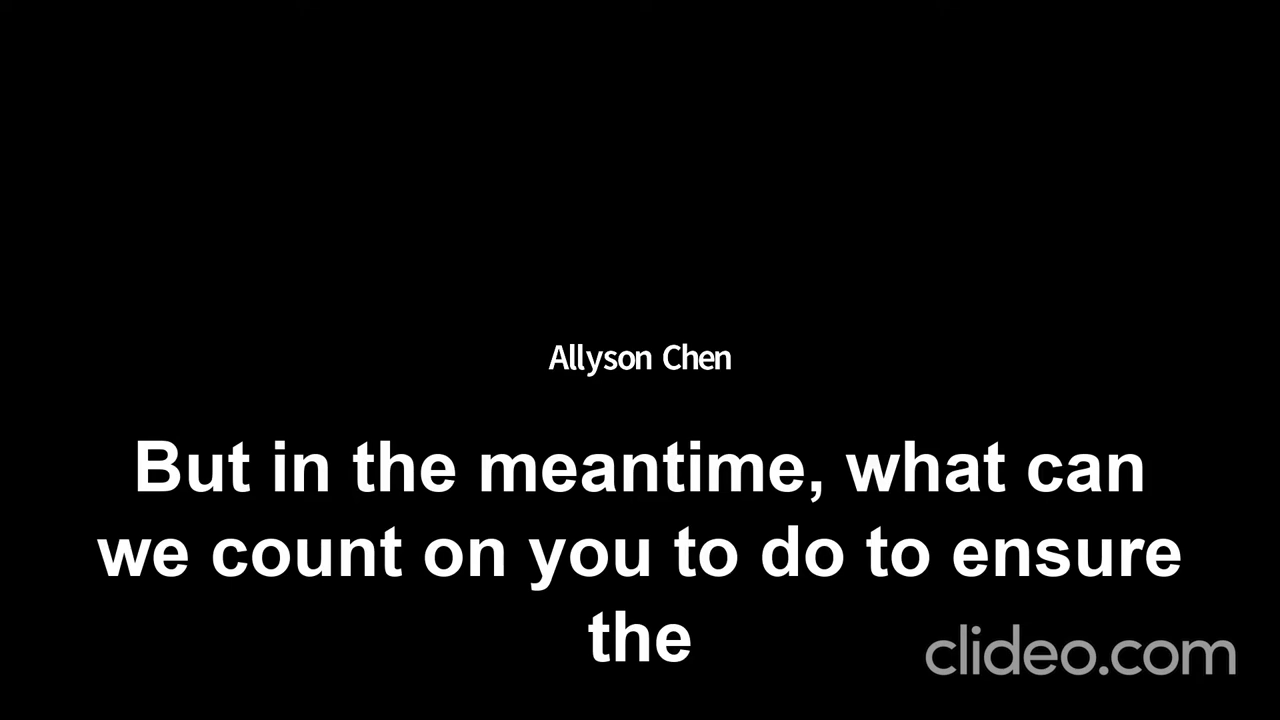 Allyson Chen
But in the meantime, what can
we count on you to do to ensure
the
clideo.com